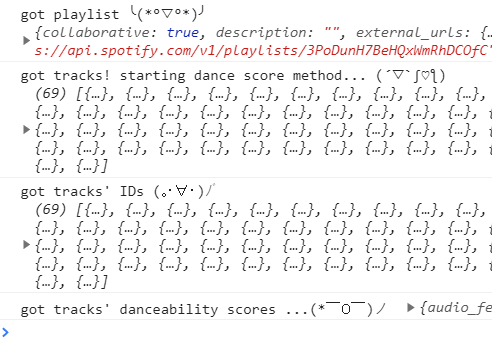 got playlist ╰(*°▽°*)╯
{collaborative: true, description: "", external_urls: {…
s://api.spotify.com/v1/playlists/3PoDunH7BeHQxWmRhDCOfC"
got tracks! starting dance score method... (´▽`ʃ♡ƪ)
(69) [{…}, {…}, {…}, {…}, {…}, {…}, {…}, {…}, {…}, {…},
{…}, {…}, {…}, {…}, {…}, {…}, {…}, {…}, {…}, {…}, {…}, {
{…}, {…}, {…}, {…}, {…}, {…}, {…}, {…}, {…}, {…}, {…}, {
{…}, {…}, {…}, {…}, {…}, {…}, {…}, {…}, {…}, {…}, {…}, {
{…}, {…}]
got tracks' IDs (｡･∀･)ﾉﾞ
(69) [{…}, {…}, {…}, {…}, {…}, {…}, {…}, {…}, {…}, {…},
{…}, {…}, {…}, {…}, {…}, {…}, {…}, {…}, {…}, {…}, {…}, {
{…}, {…}, {…}, {…}, {…}, {…}, {…}, {…}, {…}, {…}, {…}, {
{…}, {…}, {…}, {…}, {…}, {…}, {…}, {…}, {…}, {…}, {…}, {
{…}, {…}]
got tracks' danceability scores ...(*￣O￣)ノ {audio_fe